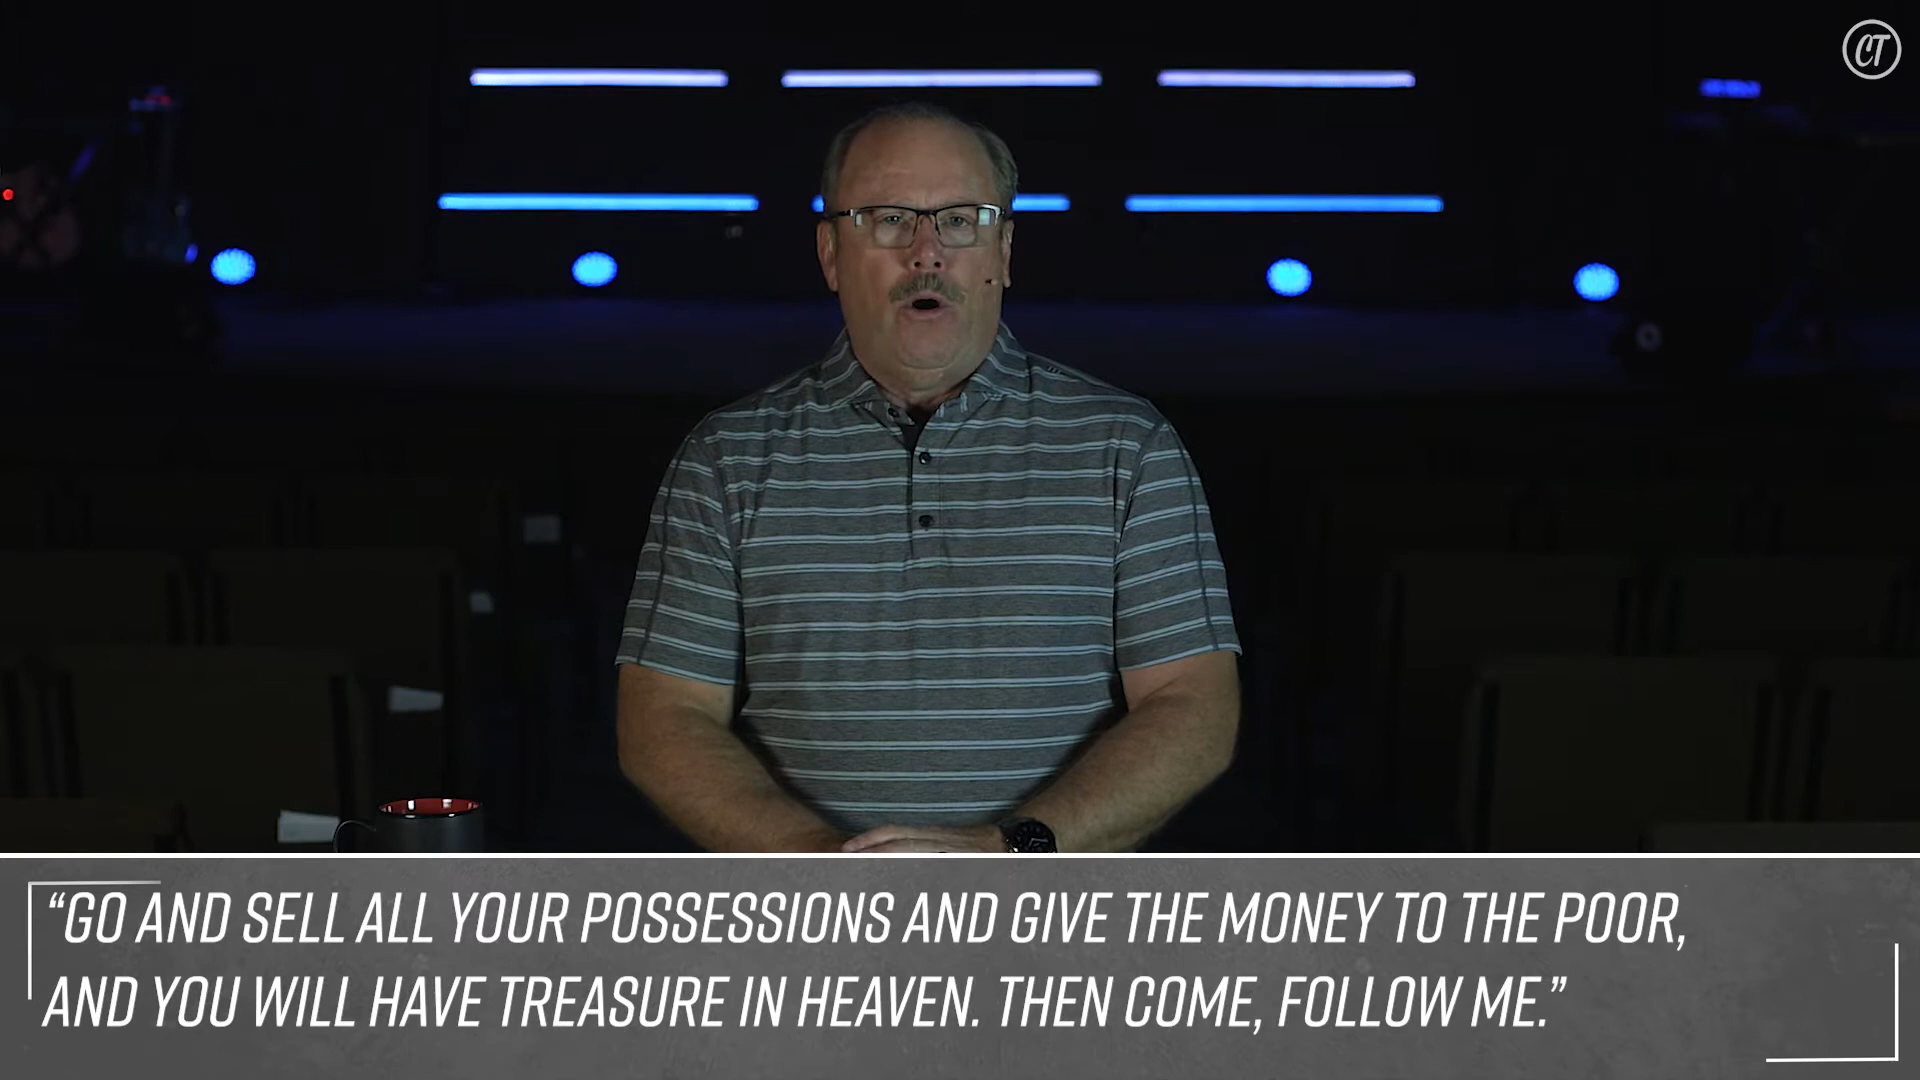 CT
“GO AND SELL ALL YOUR POSSESSIONS AND GIVE THE MONEY TO THE POOR,
AND YOU WILL HAVE TREASURE IN HEAVEN. THEN COME, FOLLOW ME.”